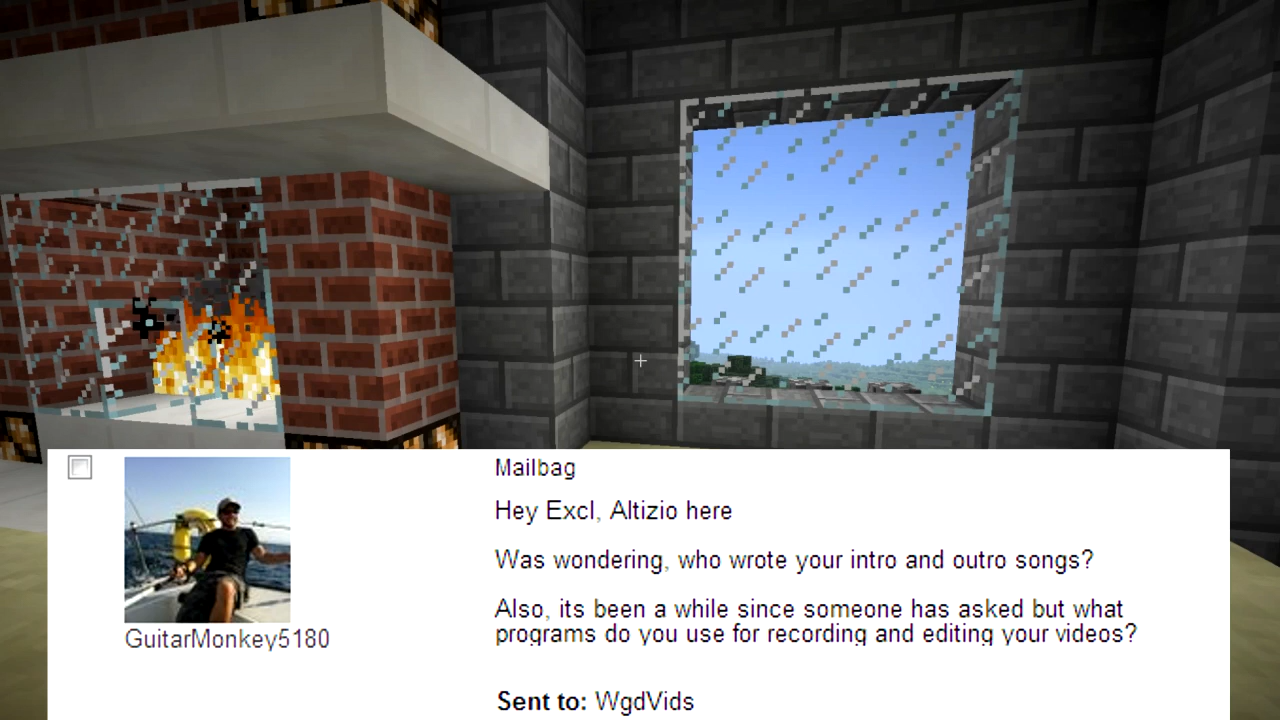 Mailbag
Hey Excl, Altizio here
Was wondering, who wrote your intro and outro songs?
Also, its been a while since someone has asked but what
programs do you use for recording and editing your videos?
GuitarMonkey5180
Sent to: WgdVids